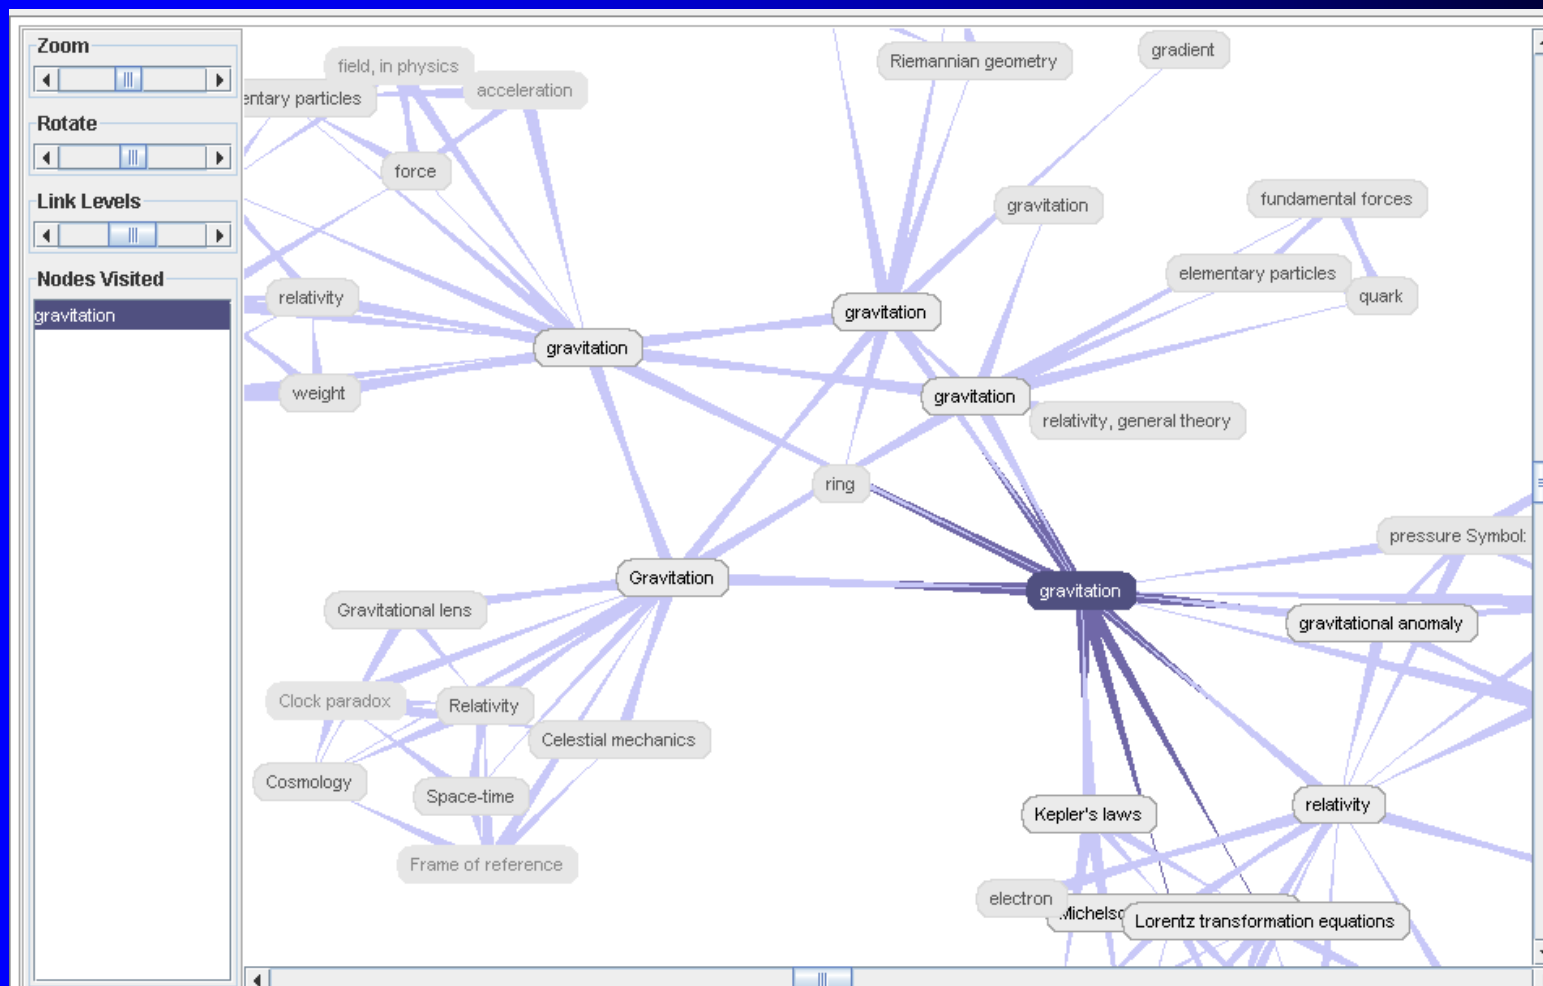 Zoom
Rotate
Link Levels
Nodes Visited
gravitation
field, in physics
entary particles
acceleration
force
relativity
weight
gravitation
Riemannian geometry
gradient
gravitation
gravitation
fundamental forces
elementary particles
quark
gravitation
relativity, general theory
ring
pressure Symbol:
Gravitation
gravitation
gravitational anomaly
Gravitational lens
Clock paradox
Relativity
Celestial mechanics
Cosmology
Space-time
Frame of reference
Kepler's laws
relativity
electron
Michelso
Lorentz transformation equations